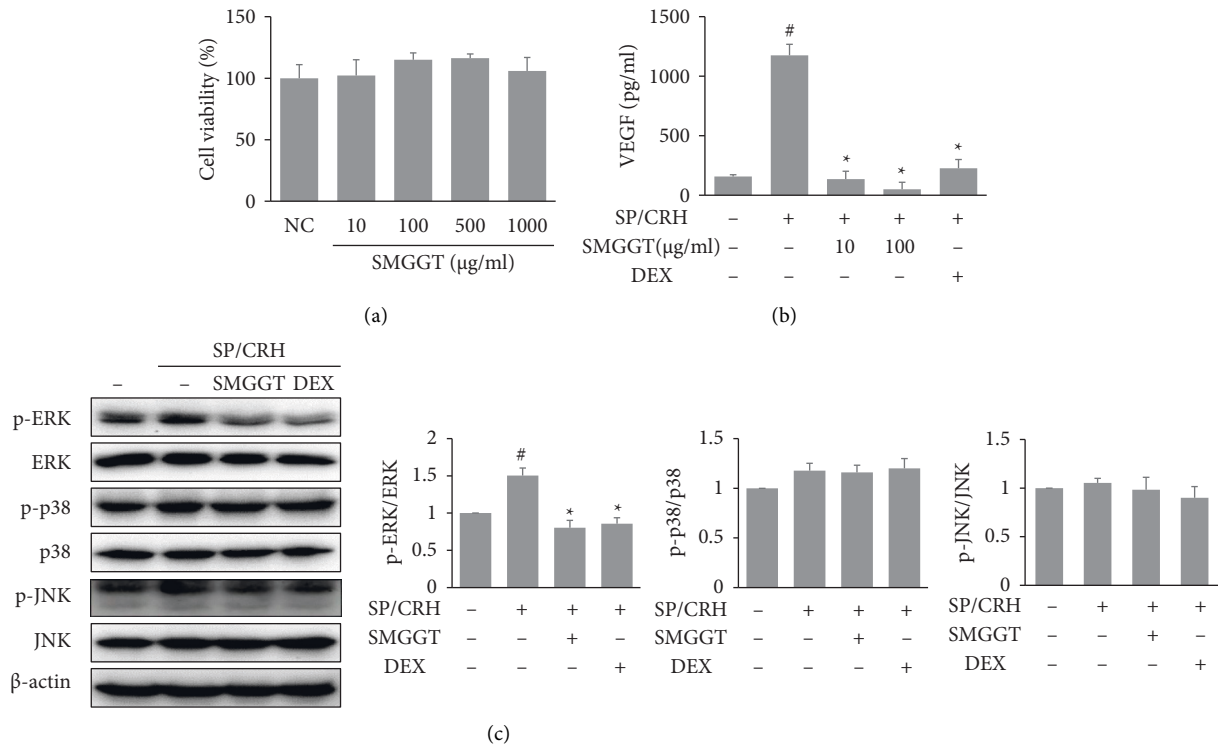 150
100
50
0
Cell viability (%)
NC 10 100 500 1000
SMGGT (μg/ml)
(a)
1500
1000
500
0
VEGF (pg/ml)
#
* * *
SP/CRH – + + + +
SMGGT(μg/ml) – – 10 100 –
DEX – – – – +
(b)
SP/CRH
– – SMGGT DEX
p-ERK
ERK
p-p38
p38
p-JNK
JNK
β-actin
2
1.5
1
0.5
0
p-ERK/ERK
#
* *
SP/CRH – + + +
SMGGT – – + –
DEX – – – +
1.5
1
0.5
0
p-p38/p38
SP/CRH – + + +
SMGGT – – + –
DEX – – – +
1.5
1
0.5
0
p-JNK/JNK
SP/CRH – + + +
SMGGT – – + –
DEX – – – +
(c)